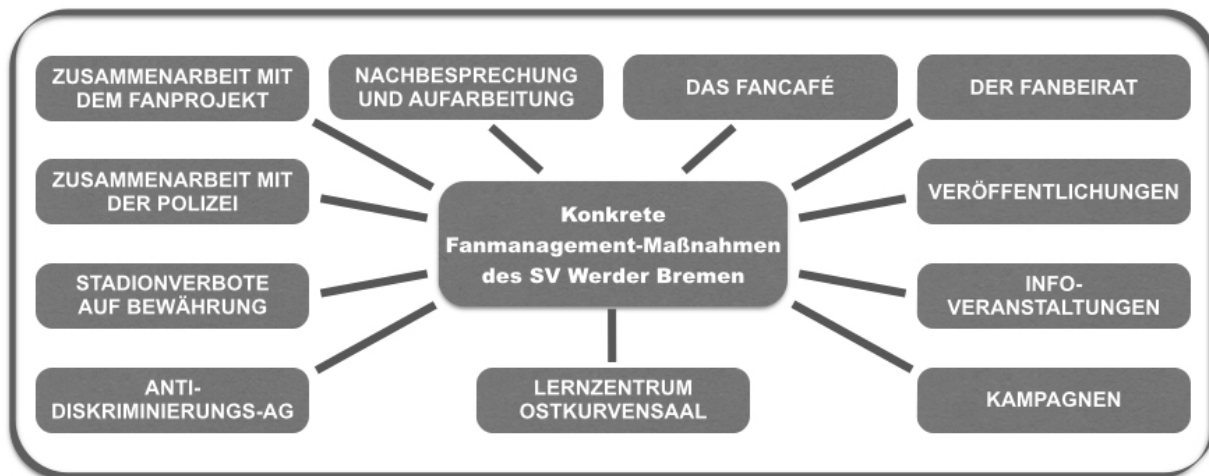 ZUSAMMENARBEIT MIT
DEM FANPROJEKT
NACHBESPRECHUNG
UND AUFARBEITUNG
DAS FANCAFÉ
DER FANBEIRAT
ZUSAMMENARBEIT MIT
DER POLIZEI
Konkrete
Fanmanagement-Maßnahmen
des SV Werder Bremen
VERÖFFENTLICHUNGEN
STADIONVERBOTE
AUF BEWÄHRUNG
INFO-
VERANSTALTUNGEN
ANTI-
DISKRIMINIERUNGS-AG
LERNZENTRUM
OSTKURVENSAAL
KAMPAGNEN